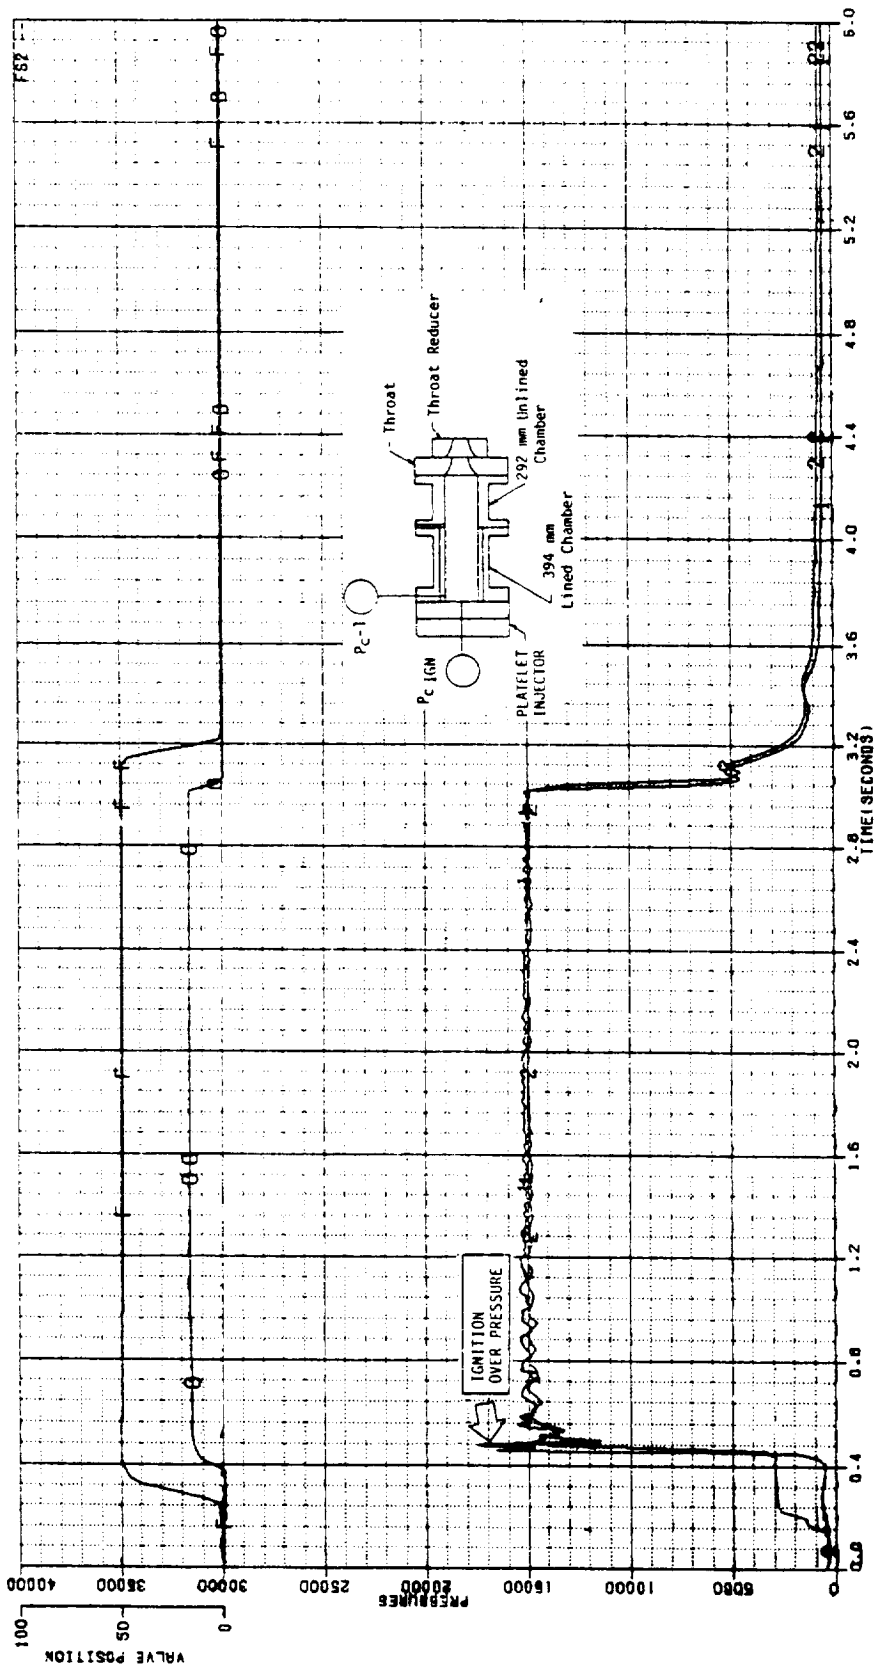 FS2
100
50
0
VALVE POSITION
40000
35000
30000
25000
20000
15000
10000
5000
0
PRESSURES
Throat
Throat Reducer
292 mm Unlined
Chamber
394 mm
Lined Chamber
PLATELET
INJECTOR
Pc-1
Pc IGN
IGNITION
OVER PRESSURE
0.0
0.4
0.8
1.2
1.6
2.0
2.4
2.8
3.2
3.6
4.0
4.4
4.8
5.2
5.6
6.0
TIME(SECONDS)